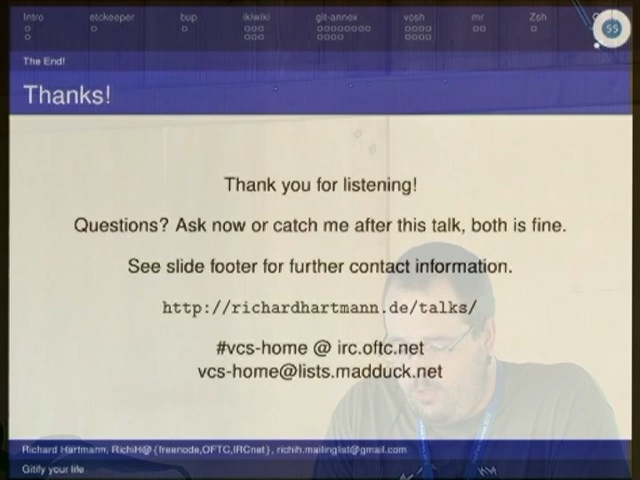 Intro etckeeper bup ikiwiki git-annex vcsh mr Zsh
55
The End!
Thanks!
Thank you for listening!
Questions? Ask now or catch me after this talk, both is fine.
See slide footer for further contact information.
http://richardhartmann.de/talks/
#vcs-home @ irc.oftc.net
vcs-home@lists.madduck.net
Richard Hartmann, RichiH@{freenode,OFTC,IRCnet}, richih.mailinglist@gmail.com
Gitify your life